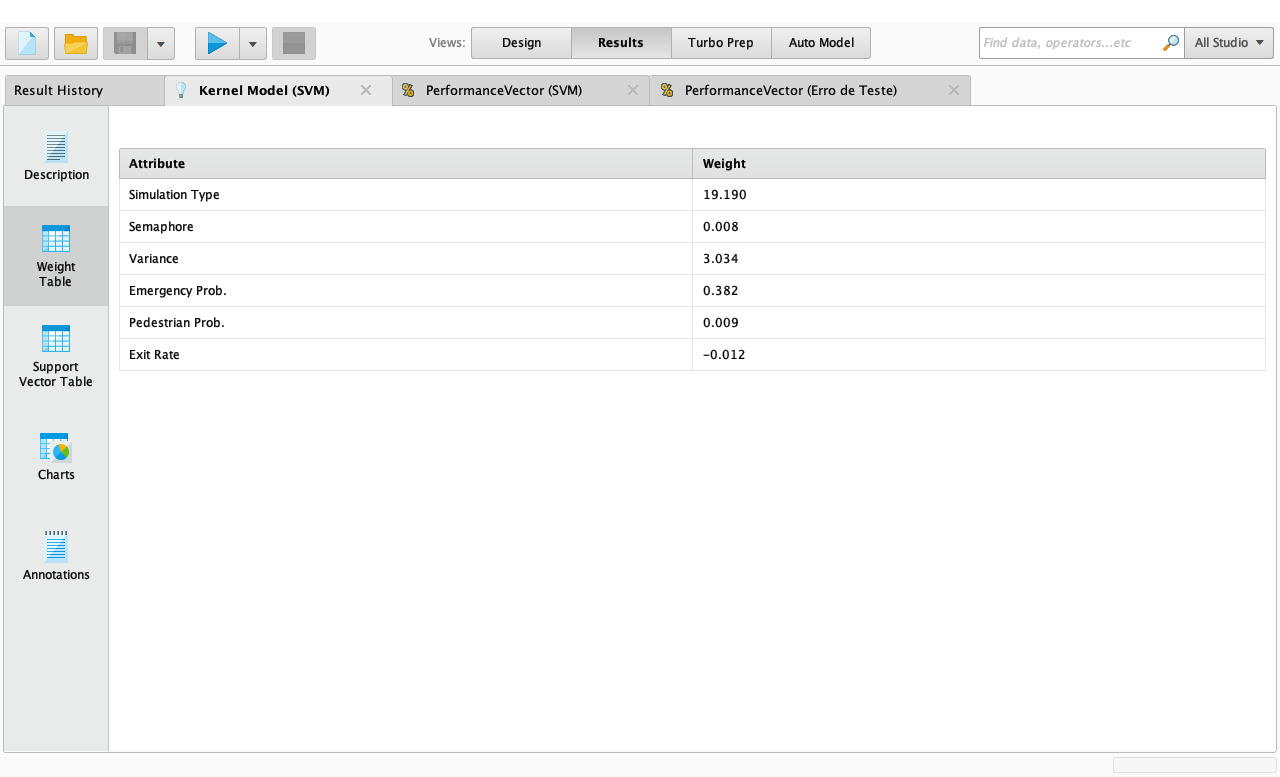 Views: Design Results Turbo Prep Auto Model Find data, operators...etc All Studio
Result History Kernel Model (SVM) PerformanceVector (SVM) PerformanceVector (Erro de Teste)
Description
Weight
Table
Support
Vector Table
Charts
Annotations
Attribute Weight
Simulation Type 19.190
Semaphore 0.008
Variance 3.034
Emergency Prob. 0.382
Pedestrian Prob. 0.009
Exit Rate -0.012